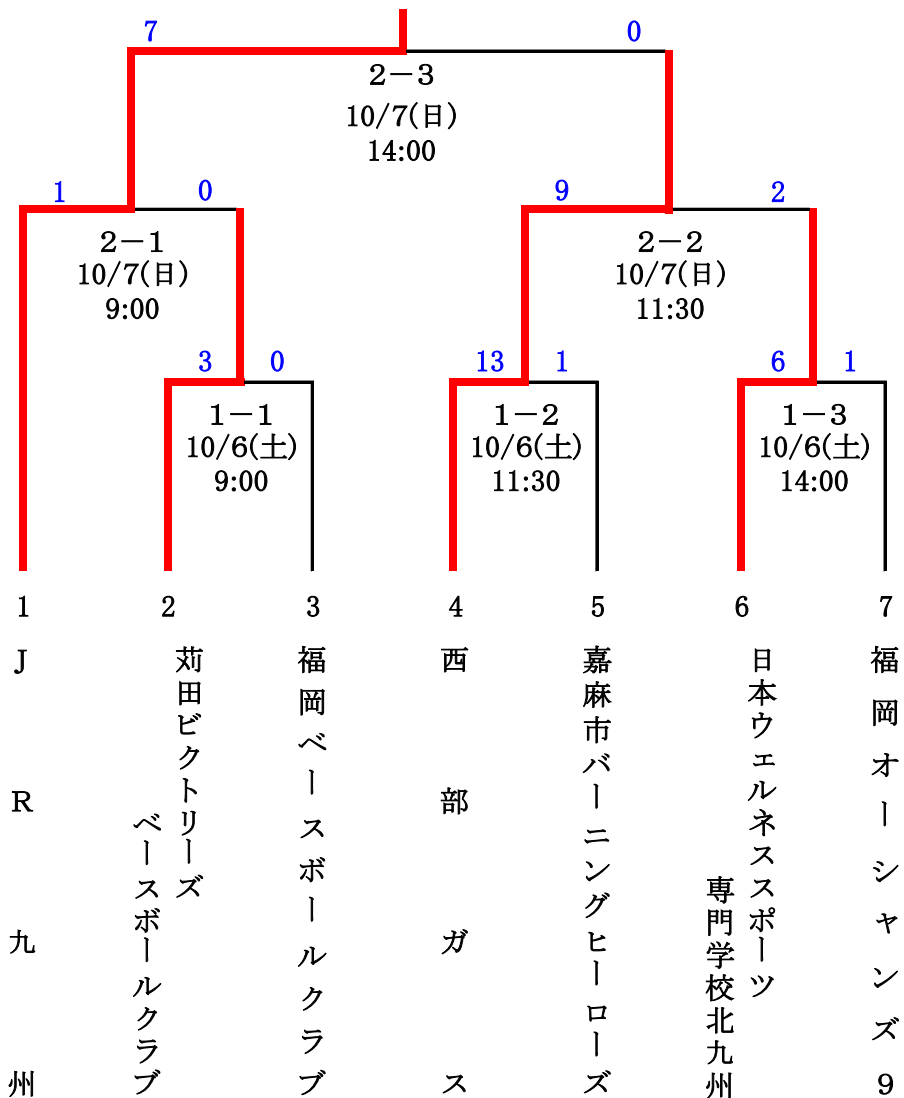 7
0
2－3
10/7(日)
14:00
1
0
9
2
2－1
10/7(日)
9:00
2－2
10/7(日)
11:30
3
0
13
1
6
1
1－1
10/6(土)
9:00
1－2
10/6(土)
11:30
1－3
10/6(土)
14:00
1
2
3
4
5
6
7
JR九州
苅田ビクトリーズ
ベースボールクラブ
福岡ベースボールクラブ
西部ガス
嘉麻市バーニングヒーローズ
日本ウェルネススポーツ
専門学校北九州
福岡オーシャンズ9